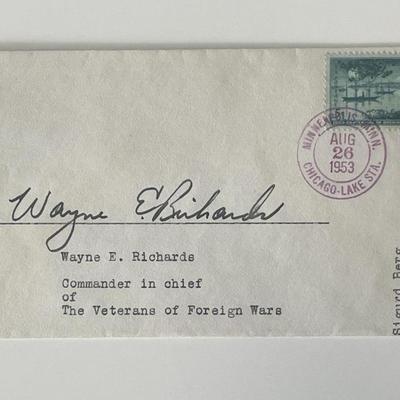 MINNEAPOLIS, MINN.
AUG
26
1953
CHICAGO-LAKE STA.
Wayne E. Richards
Wayne E. Richards
Commander in chief
of
The Veterans of Foreign Wars
Sigurd Berg